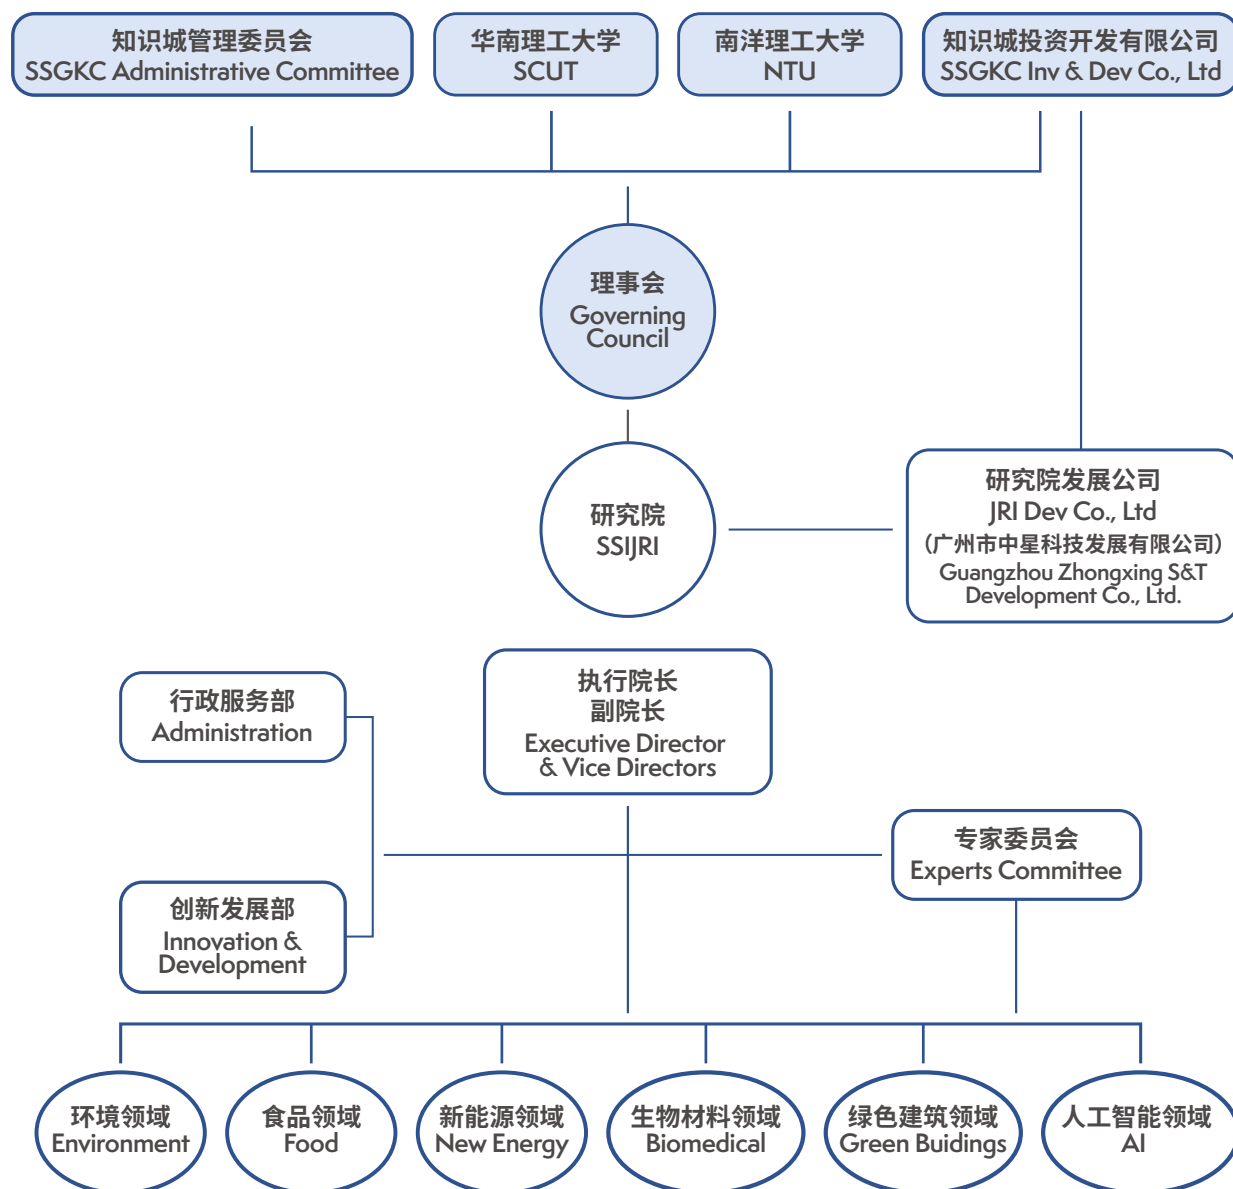 知识城管理委员会
SSGKC Administrative Committee
华南理工大学
SCUT
南洋理工大学
NTU
知识城投资开发有限公司
SSGKC Inv & Dev Co., Ltd
理事会
Governing
Council
研究院
SSIJRI
研究院发展公司
JRI Dev Co., Ltd
（广州市中星科技发展有限公司）
Guangzhou Zhongxing S&T
Development Co., Ltd.
执行院长
副院长
Executive Director
& Vice Directors
行政服务部
Administration
专家委员会
Experts Committee
创新发展部
Innovation &
Development
环境领域
Environment
食品领域
Food
新能源领域
New Energy
生物材料领域
Biomedical
绿色建筑领域
Green Buidings
人工智能领域
AI